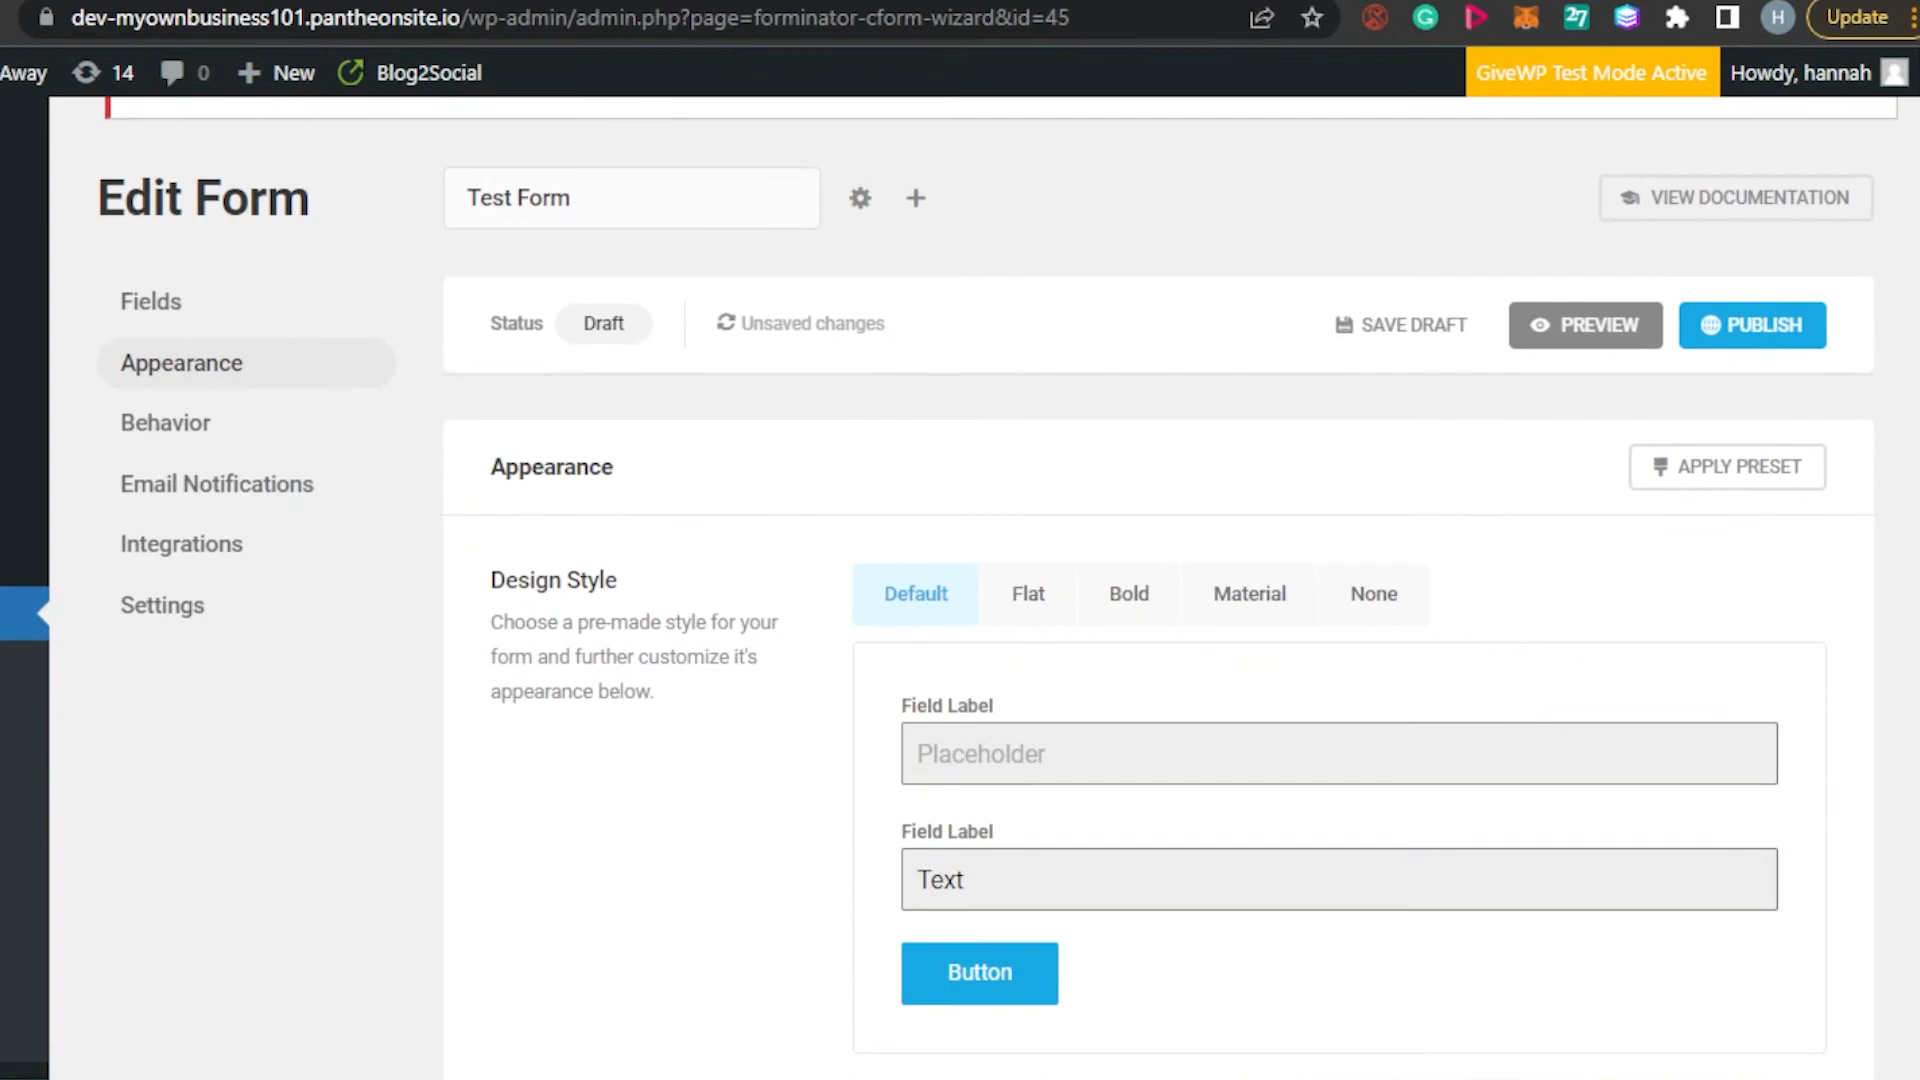 dev-myownbusiness101.pantheonsite.io/wp-admin/admin.php?page=forminator-cform-wizard&id=45
27
H
Update
Away
14
0
New
Blog2Social
GiveWP Test Mode Active
Howdy, hannah
Edit Form
Test Form
VIEW DOCUMENTATION
Fields
Appearance
Behavior
Email Notifications
Integrations
Settings
Status
Draft
Unsaved changes
SAVE DRAFT
PREVIEW
PUBLISH
Appearance
APPLY PRESET
Design Style
Choose a pre-made style for your
form and further customize it's
appearance below.
Default
Flat
Bold
Material
None
Field Label
Placeholder
Field Label
Text
Button